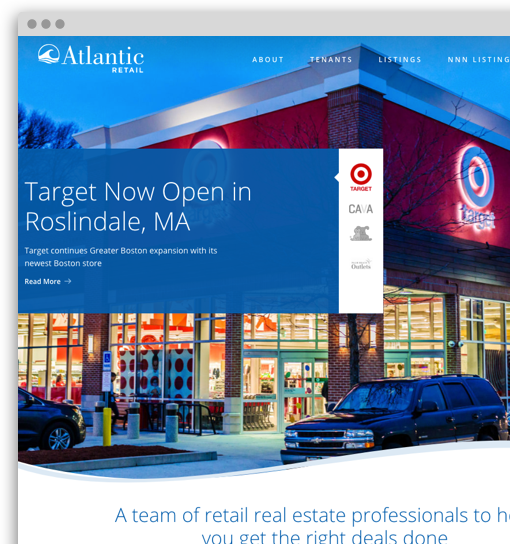 Atlantic
RETAIL
ABOUT TENANTS LISTINGS NNN LISTING
Target Now Open in
Roslindale, MA
Target continues Greater Boston expansion with its
newest Boston store
Read More
TARGET
CAVA
Outlets
Target
A team of retail real estate professionals to h
you get the right deals done